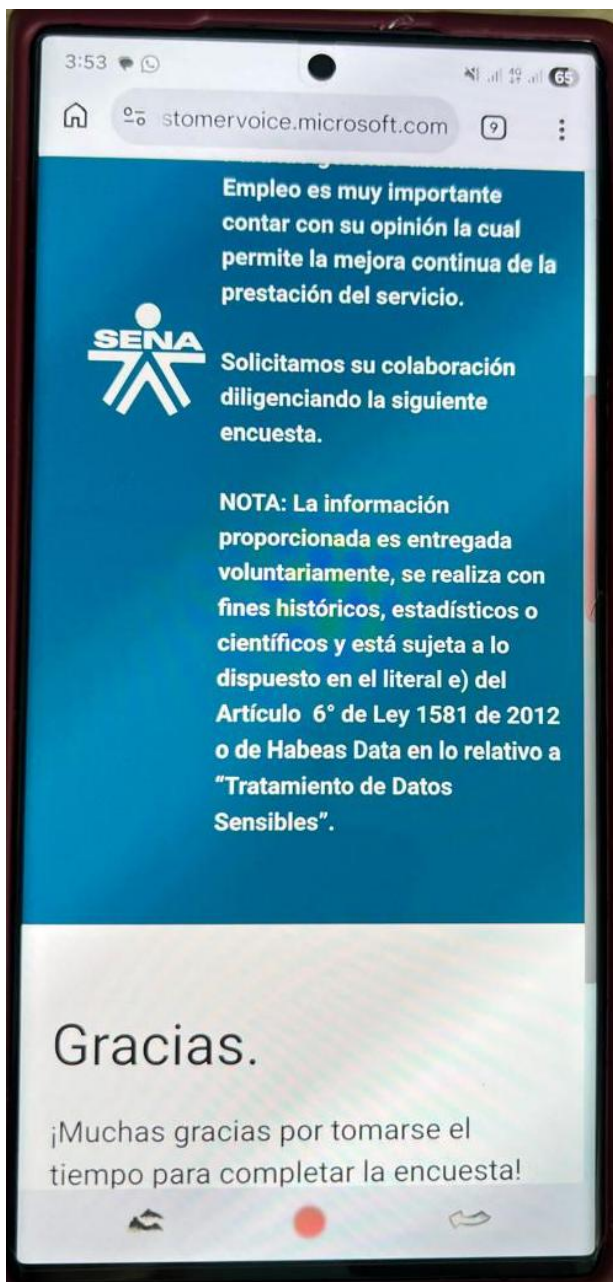 3:53
4G
65
stomervoice.microsoft.com
9
Empleo es muy importante
contar con su opinión la cual
permite la mejora continua de la
prestación del servicio.
SENA
Solicitamos su colaboración
diligenciando la siguiente
encuesta.
NOTA: La información
proporcionada es entregada
voluntariamente, se realiza con
fines históricos, estadísticos o
científicos y está sujeta a lo
dispuesto en el literal e) del
Artículo 6° de Ley 1581 de 2012
o de Habeas Data en lo relativo a
“Tratamiento de Datos
Sensibles”.
Gracias.
¡Muchas gracias por tomarse el
tiempo para completar la encuesta!